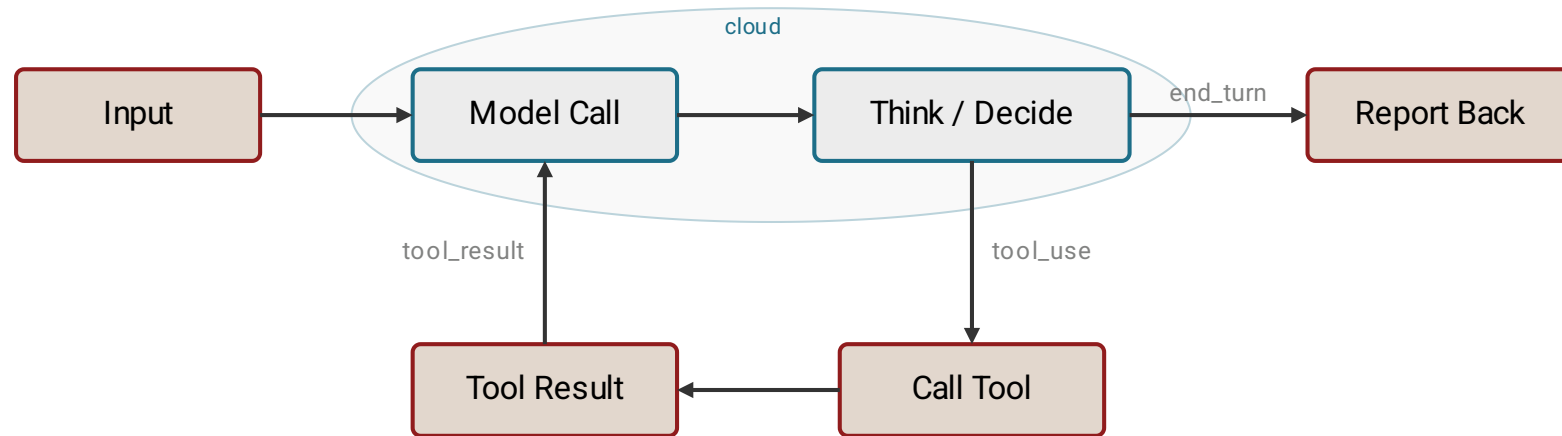 cloud
Input
Model Call
Think / Decide
end_turn
Report Back
tool_result
tool_use
Tool Result
Call Tool